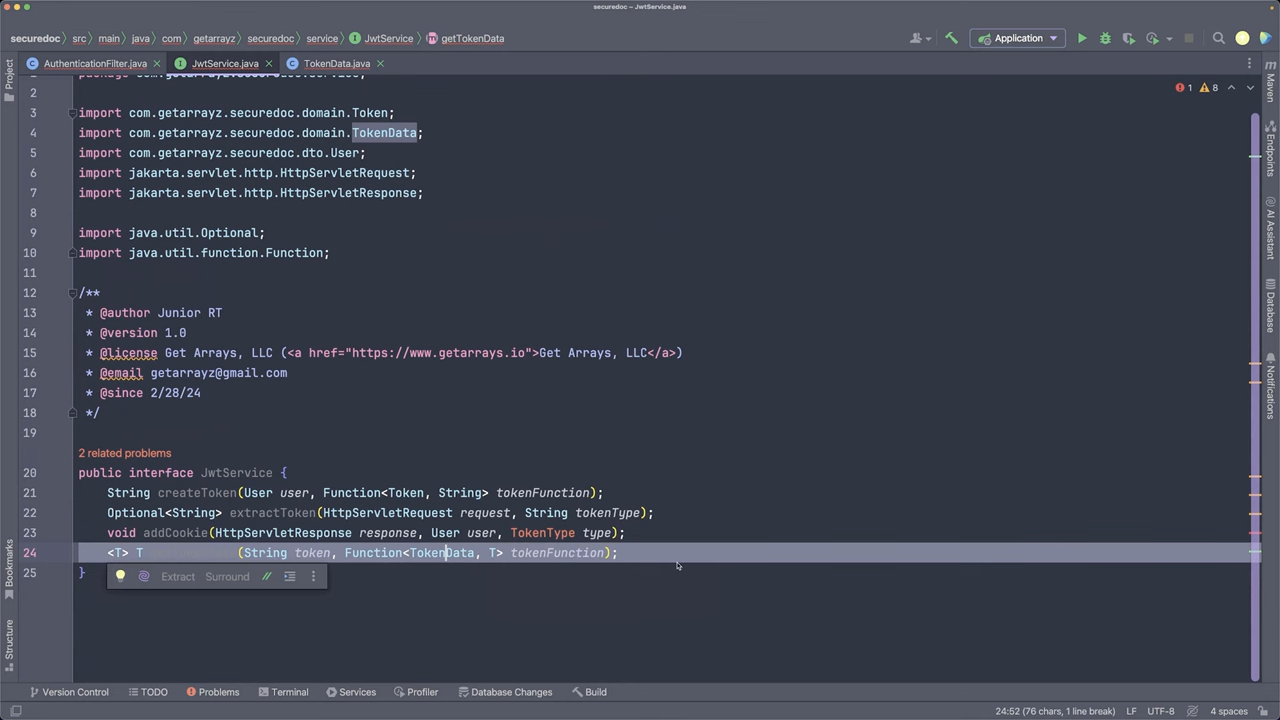 securedoc – JwtService.java
securedoc src main java com getarrayz securedoc service JwtService getTokenData Application
AuthenticationFilter.java JwtService.java TokenData.java
Project
1 8
2
3 import com.getarrayz.securedoc.domain.Token;
4 import com.getarrayz.securedoc.domain.TokenData;
5 import com.getarrayz.securedoc.dto.User;
6 import jakarta.servlet.http.HttpServletRequest;
7 import jakarta.servlet.http.HttpServletResponse;
8
9 import java.util.Optional;
10 import java.util.function.Function;
11
12 /**
13 * @author Junior RT
14 * @version 1.0
15 * @license Get Arrays, LLC (<a href="https://www.getarrays.io">Get Arrays, LLC</a>)
16 * @email getarrayz@gmail.com
17 * @since 2/28/24
18 */
19
2 related problems
20 public interface JwtService {
21 String createToken(User user, Function<Token, String> tokenFunction);
22 Optional<String> extractToken(HttpServletRequest request, String tokenType);
23 void addCookie(HttpServletResponse response, User user, TokenType type);
24 <T> T (String token, Function<TokenData, T> tokenFunction);
25 }
Extract Surround
Maven
Endpoints
AI Assistant
Database
Notifications
Bookmarks
Structure
Version Control TODO Problems Terminal Services Profiler Database Changes Build
24:52 (76 chars, 1 line break) LF UTF-8 4 spaces